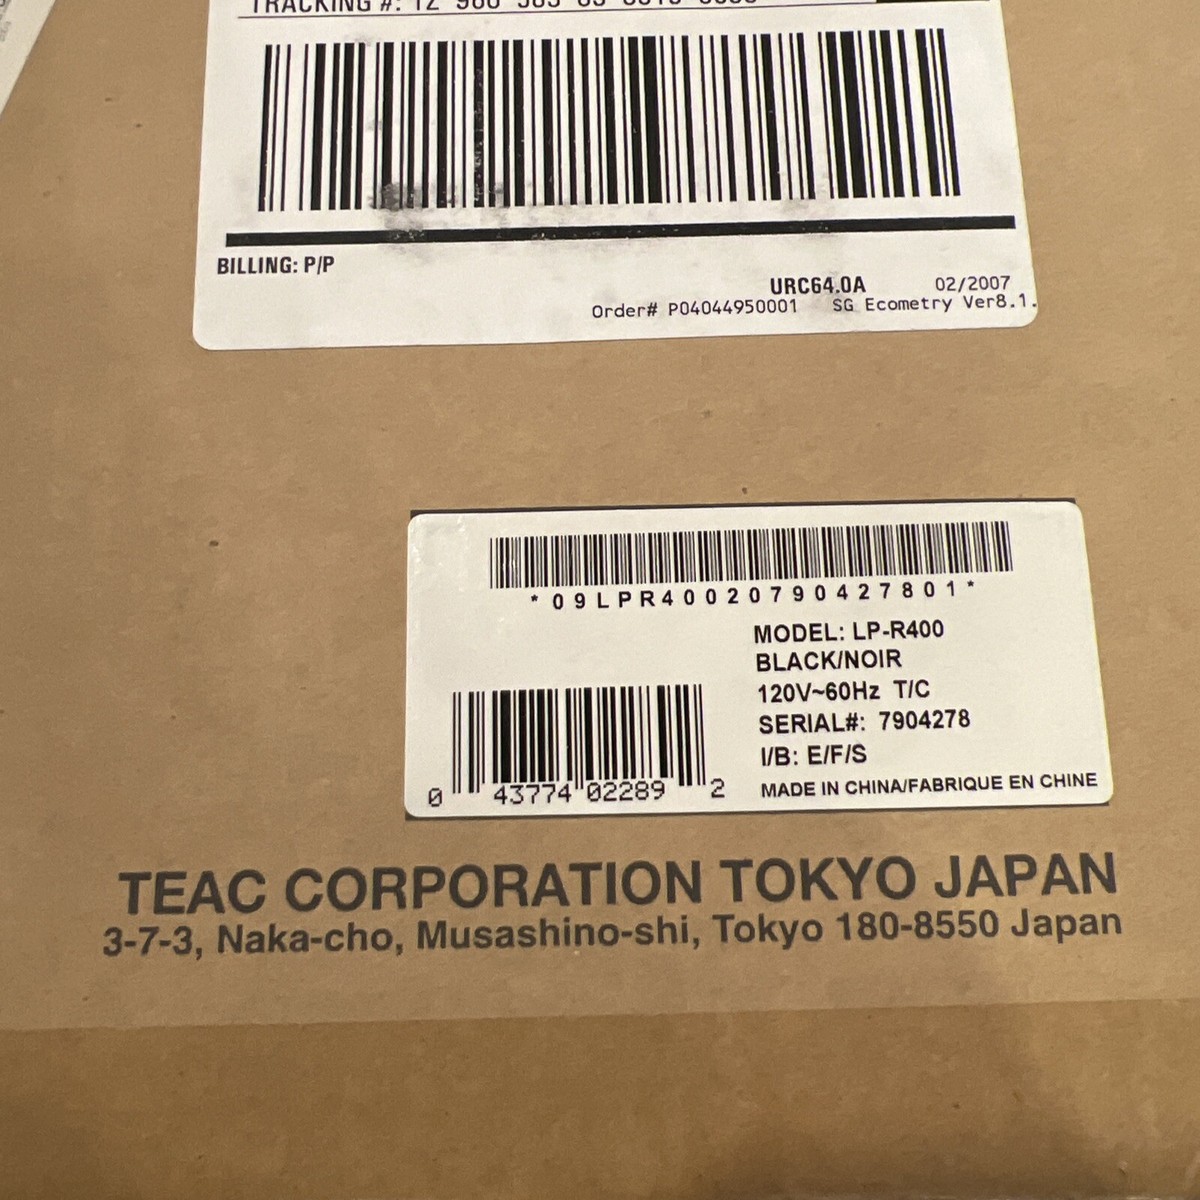 TRACKING #: 1Z
BILLING: P/P
URC64.0A 02/2007
Order# P04044950001 SG Ecometry Ver8.1.
*09LPR40020790427801*
MODEL: LP-R400
BLACK/NOIR
120V~60Hz T/C
SERIAL#: 7904278
I/B: E/F/S
MADE IN CHINA/FABRIQUE EN CHINE
0 43774 02289 2
TEAC CORPORATION TOKYO JAPAN
3-7-3, Naka-cho, Musashino-shi, Tokyo 180-8550 Japan